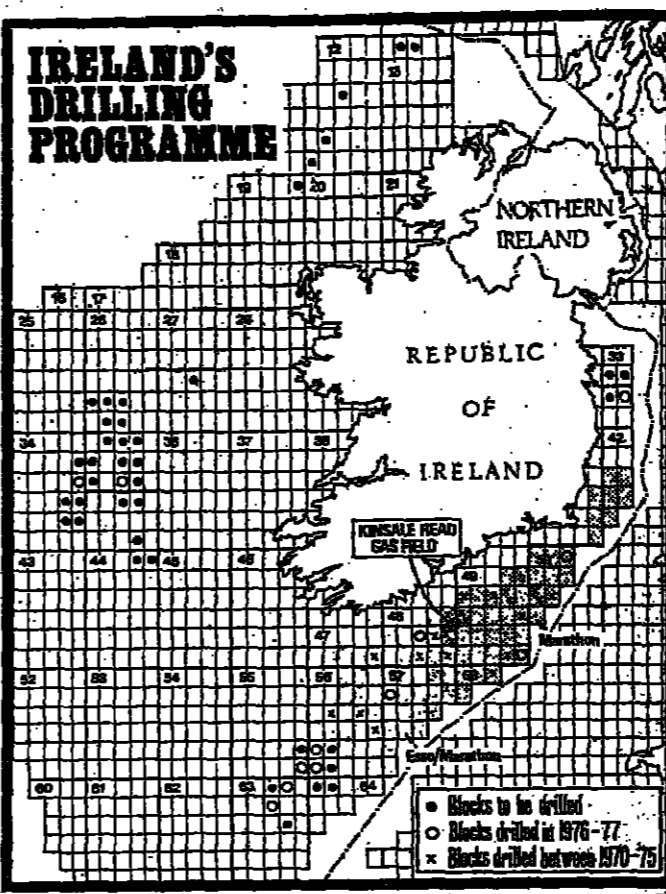 IRELAND'S
DRILLING
PROGRAMME
12
13
19
20
21
NORTHERN
IRELAND
18
16 17
25 26 27 28
REPUBLIC
OF
IRELAND
33
34 36 37 38
42
KINSALE HEAD
GAS FIELD
43 44 45 46
49
48
47
Marathon
52 53 54 55 56 57
Esso/Marathon
60 61 62 63 64
• Blocks to be drilled
o Blocks drilled in 1976-77
x Blocks drilled between 1970-75